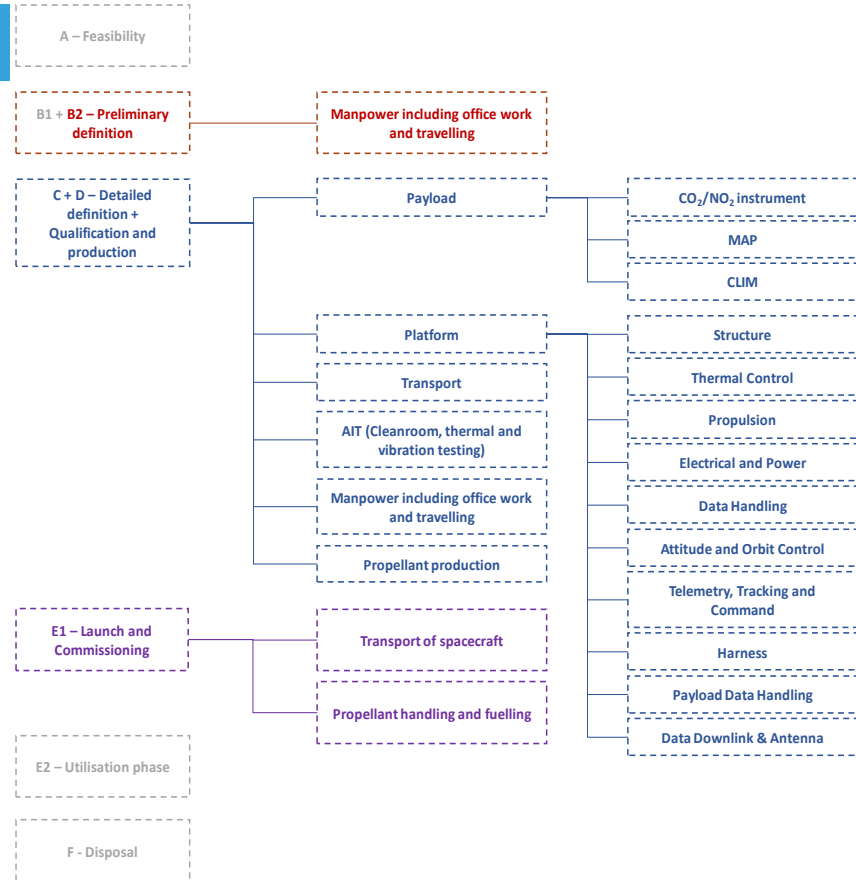 A – Feasibility
B1 + B2 – Preliminary
definition
Manpower including office work
and travelling
C + D – Detailed
definition +
Qualification and
production
Payload
CO₂/NO₂ instrument
MAP
CLIM
Platform
Structure
Thermal Control
Propulsion
Electrical and Power
Data Handling
Attitude and Orbit Control
Telemetry, Tracking and
Command
Harness
Payload Data Handling
Data Downlink & Antenna
Transport
AIT (Cleanroom, thermal and
vibration testing)
Manpower including office work
and travelling
Propellant production
E1 – Launch and
Commissioning
Transport of spacecraft
Propellant handling and fuelling
E2 – Utilisation phase
F - Disposal